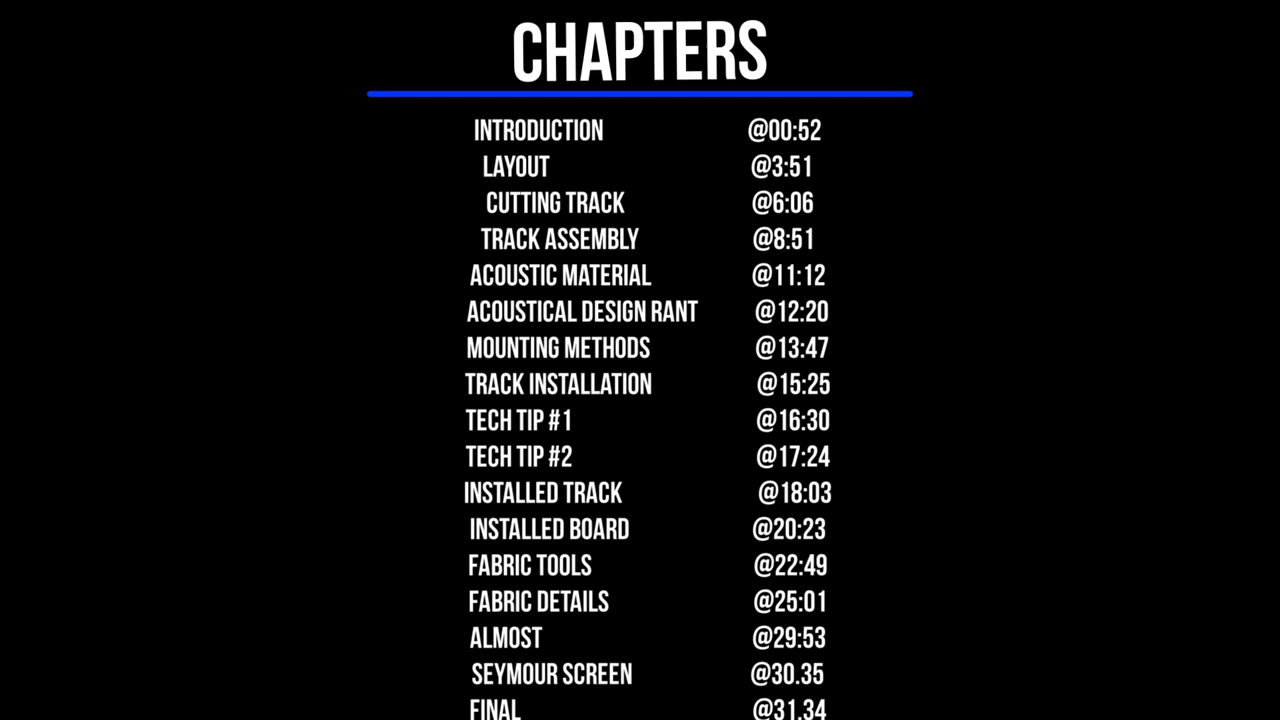 CHAPTERS
INTRODUCTION @00:52
LAYOUT @3:51
CUTTING TRACK @6:06
TRACK ASSEMBLY @8:51
ACOUSTIC MATERIAL @11:12
ACOUSTICAL DESIGN RANT @12:20
MOUNTING METHODS @13:47
TRACK INSTALLATION @15:25
TECH TIP #1 @16:30
TECH TIP #2 @17:24
INSTALLED TRACK @18:03
INSTALLED BOARD @20:23
FABRIC TOOLS @22:49
FABRIC DETAILS @25:01
ALMOST @29:53
SEYMOUR SCREEN @30.35
FINAL @31.34